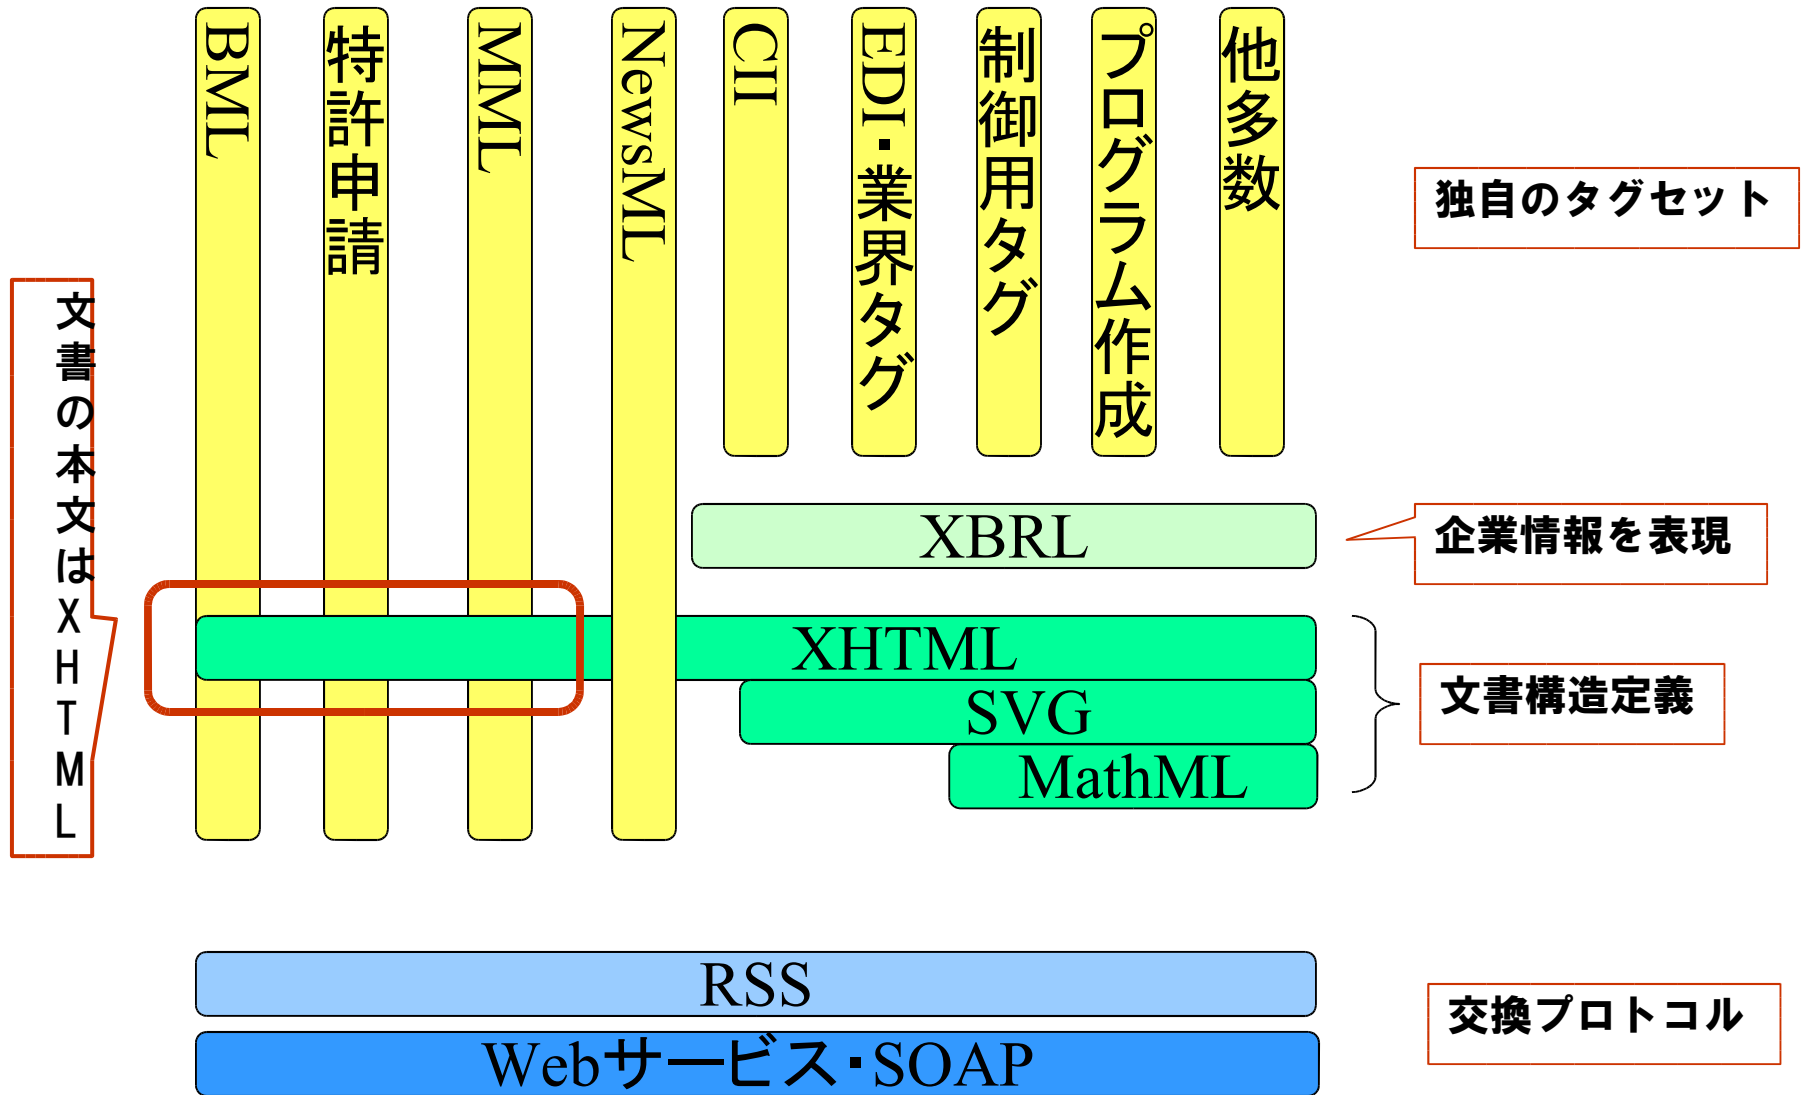 BML
特許申請
MML
NewsML
CII
EDI・業界タグ
制御用タグ
プログラム作成
他多数
独自のタグセット
文書の本文はXHTML
XBRL
企業情報を表現
XHTML
SVG
MathML
文書構造定義
RSS
Webサービス・SOAP
交換プロトコル